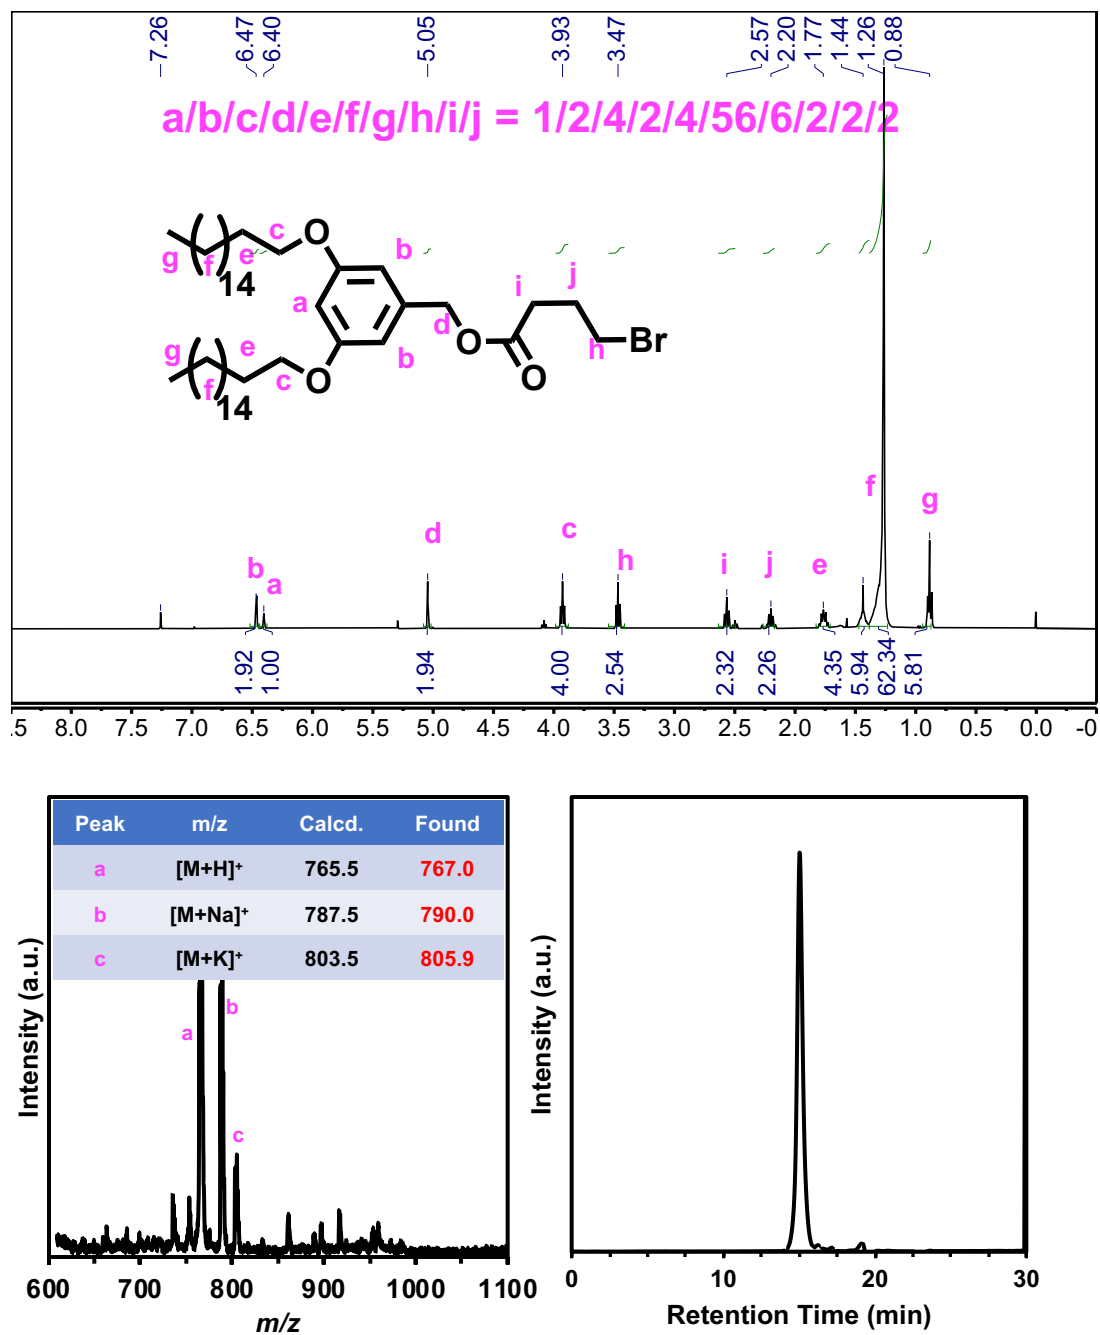 7.26 6.47 6.40 5.05 3.93 3.47 2.57 2.20 1.77 1.44 1.26 0.88
a/b/c/d/e/f/g/h/i/j = 1/2/4/2/4/56/6/2/2/2
g f 14 e c O b
a i j
d O O h Br
g f 14 e c O b
b a d c h i j e f g
1.92 1.00 1.94 4.00 2.54 2.32 2.26 4.35 5.94 62.34 5.81
.5 8.0 7.5 7.0 6.5 6.0 5.5 5.0 4.5 4.0 3.5 3.0 2.5 2.0 1.5 1.0 0.5 0.0 -0
Peak m/z Calcd. Found
a [M+H]+ 765.5 767.0
b [M+Na]+ 787.5 790.0
c [M+K]+ 803.5 805.9
a
b
c
Intensity (a.u.)
600 700 800 900 1000 1100
m/z
Intensity (a.u.)
0 10 20 30
Retention Time (min)